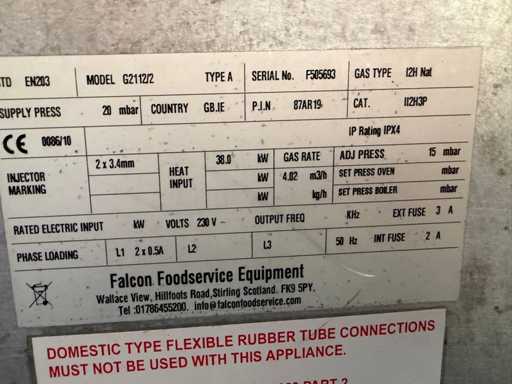 TD EN203 MODEL G2112/2 TYPE A SERIAL No. F505693 GAS TYPE I2H Nat
SUPPLY PRESS 20 mbar COUNTRY GB.IE P.I.N 87AR19 CAT. II2H3P
CE 0086/10 IP Rating IPX4
INJECTOR MARKING 2 x 3.4mm HEAT INPUT 38.0 kW GAS RATE ADJ PRESS 15 mbar
kW 4.02 m3/h SET PRESS OVEN mbar
kW kg/h SET PRESS BOILER mbar
RATED ELECTRIC INPUT kW VOLTS 230 V~ OUTPUT FREQ KHz EXT FUSE 3 A
PHASE LOADING L1 2 x 0.5A L2 L3 50 Hz INT FUSE 2 A
Falcon Foodservice Equipment
Wallace View, Hillfoots Road, Stirling Scotland. FK9 5PY.
Tel :01786455200. info@falconfoodservice.com
DOMESTIC TYPE FLEXIBLE RUBBER TUBE CONNECTIONS
MUST NOT BE USED WITH THIS APPLIANCE.
PART 2